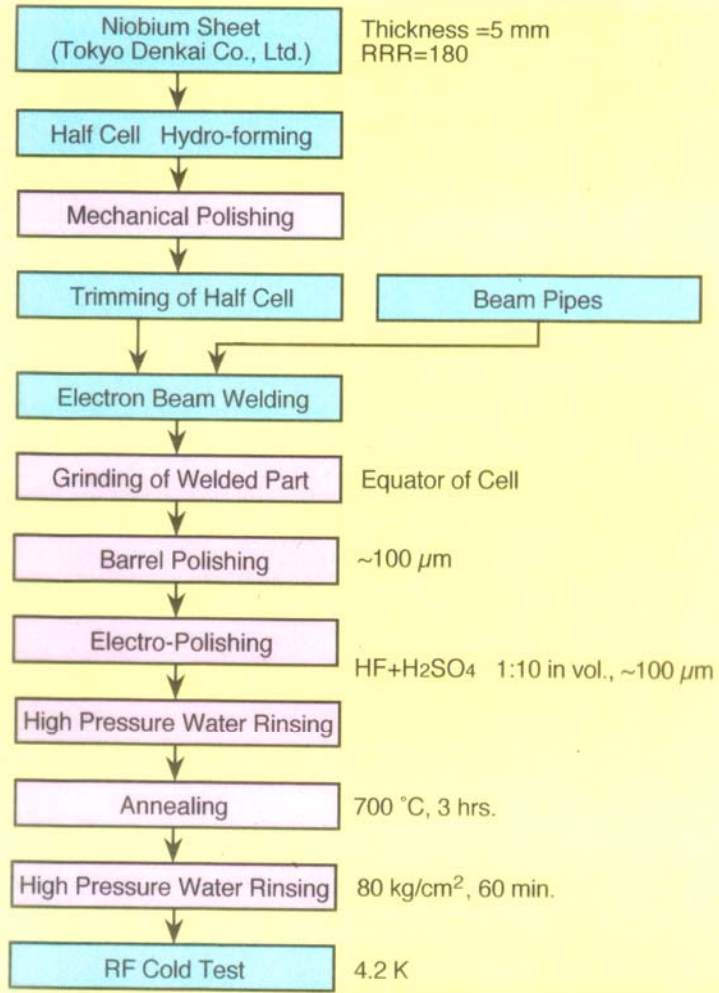 Niobium Sheet
(Tokyo Denkai Co., Ltd.)
Thickness =5 mm
RRR=180
Half Cell Hydro-forming
Mechanical Polishing
Trimming of Half Cell
Beam Pipes
Electron Beam Welding
Grinding of Welded Part
Equator of Cell
Barrel Polishing
~100 μm
Electro-Polishing
HF+H2SO4 1:10 in vol., ~100 μm
High Pressure Water Rinsing
Annealing
700 °C, 3 hrs.
High Pressure Water Rinsing
80 kg/cm², 60 min.
RF Cold Test
4.2 K